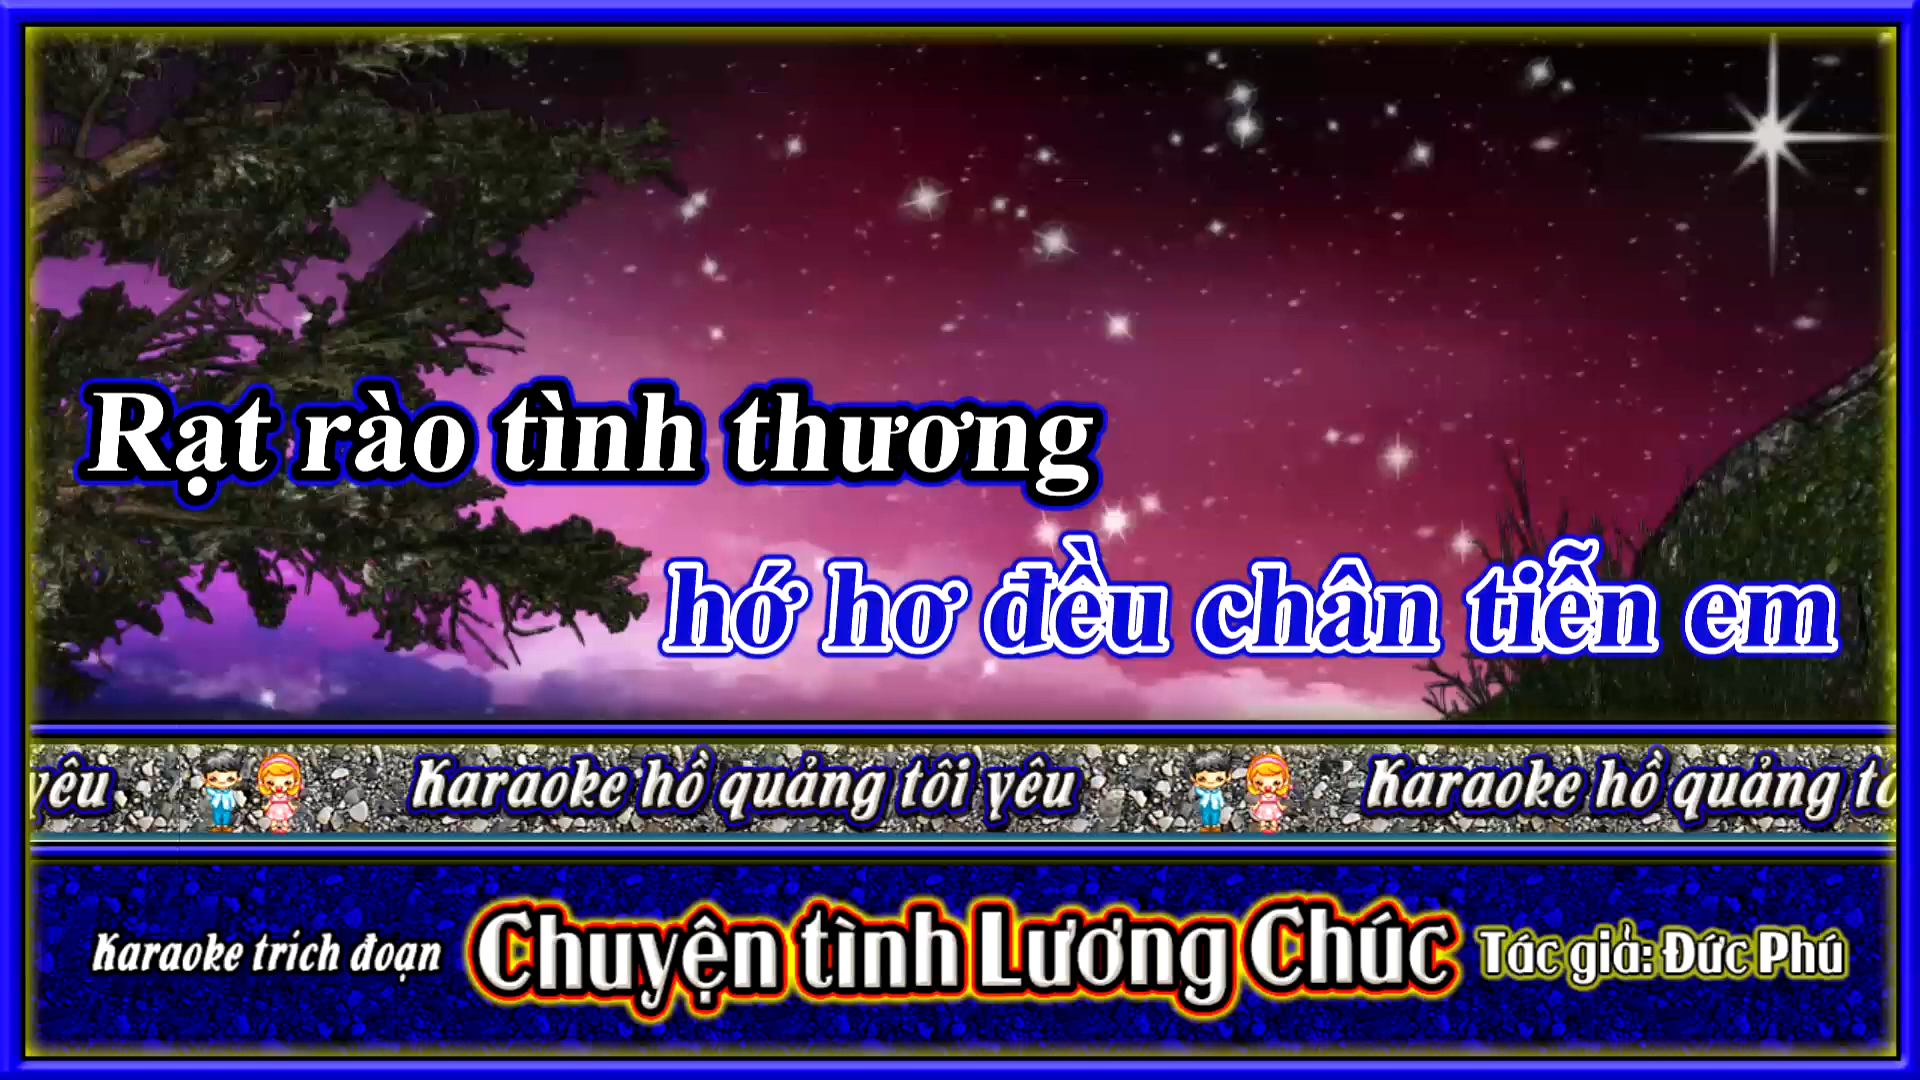 Rạt rào tình thương
hớ hơ đều chân tiễn em
yêu Karaoke hồ quảng tôi yêu Karaoke hồ quảng
Karaoke trích đoạn Chuyện tình Lương Chúc Tác giả: Đức Phú